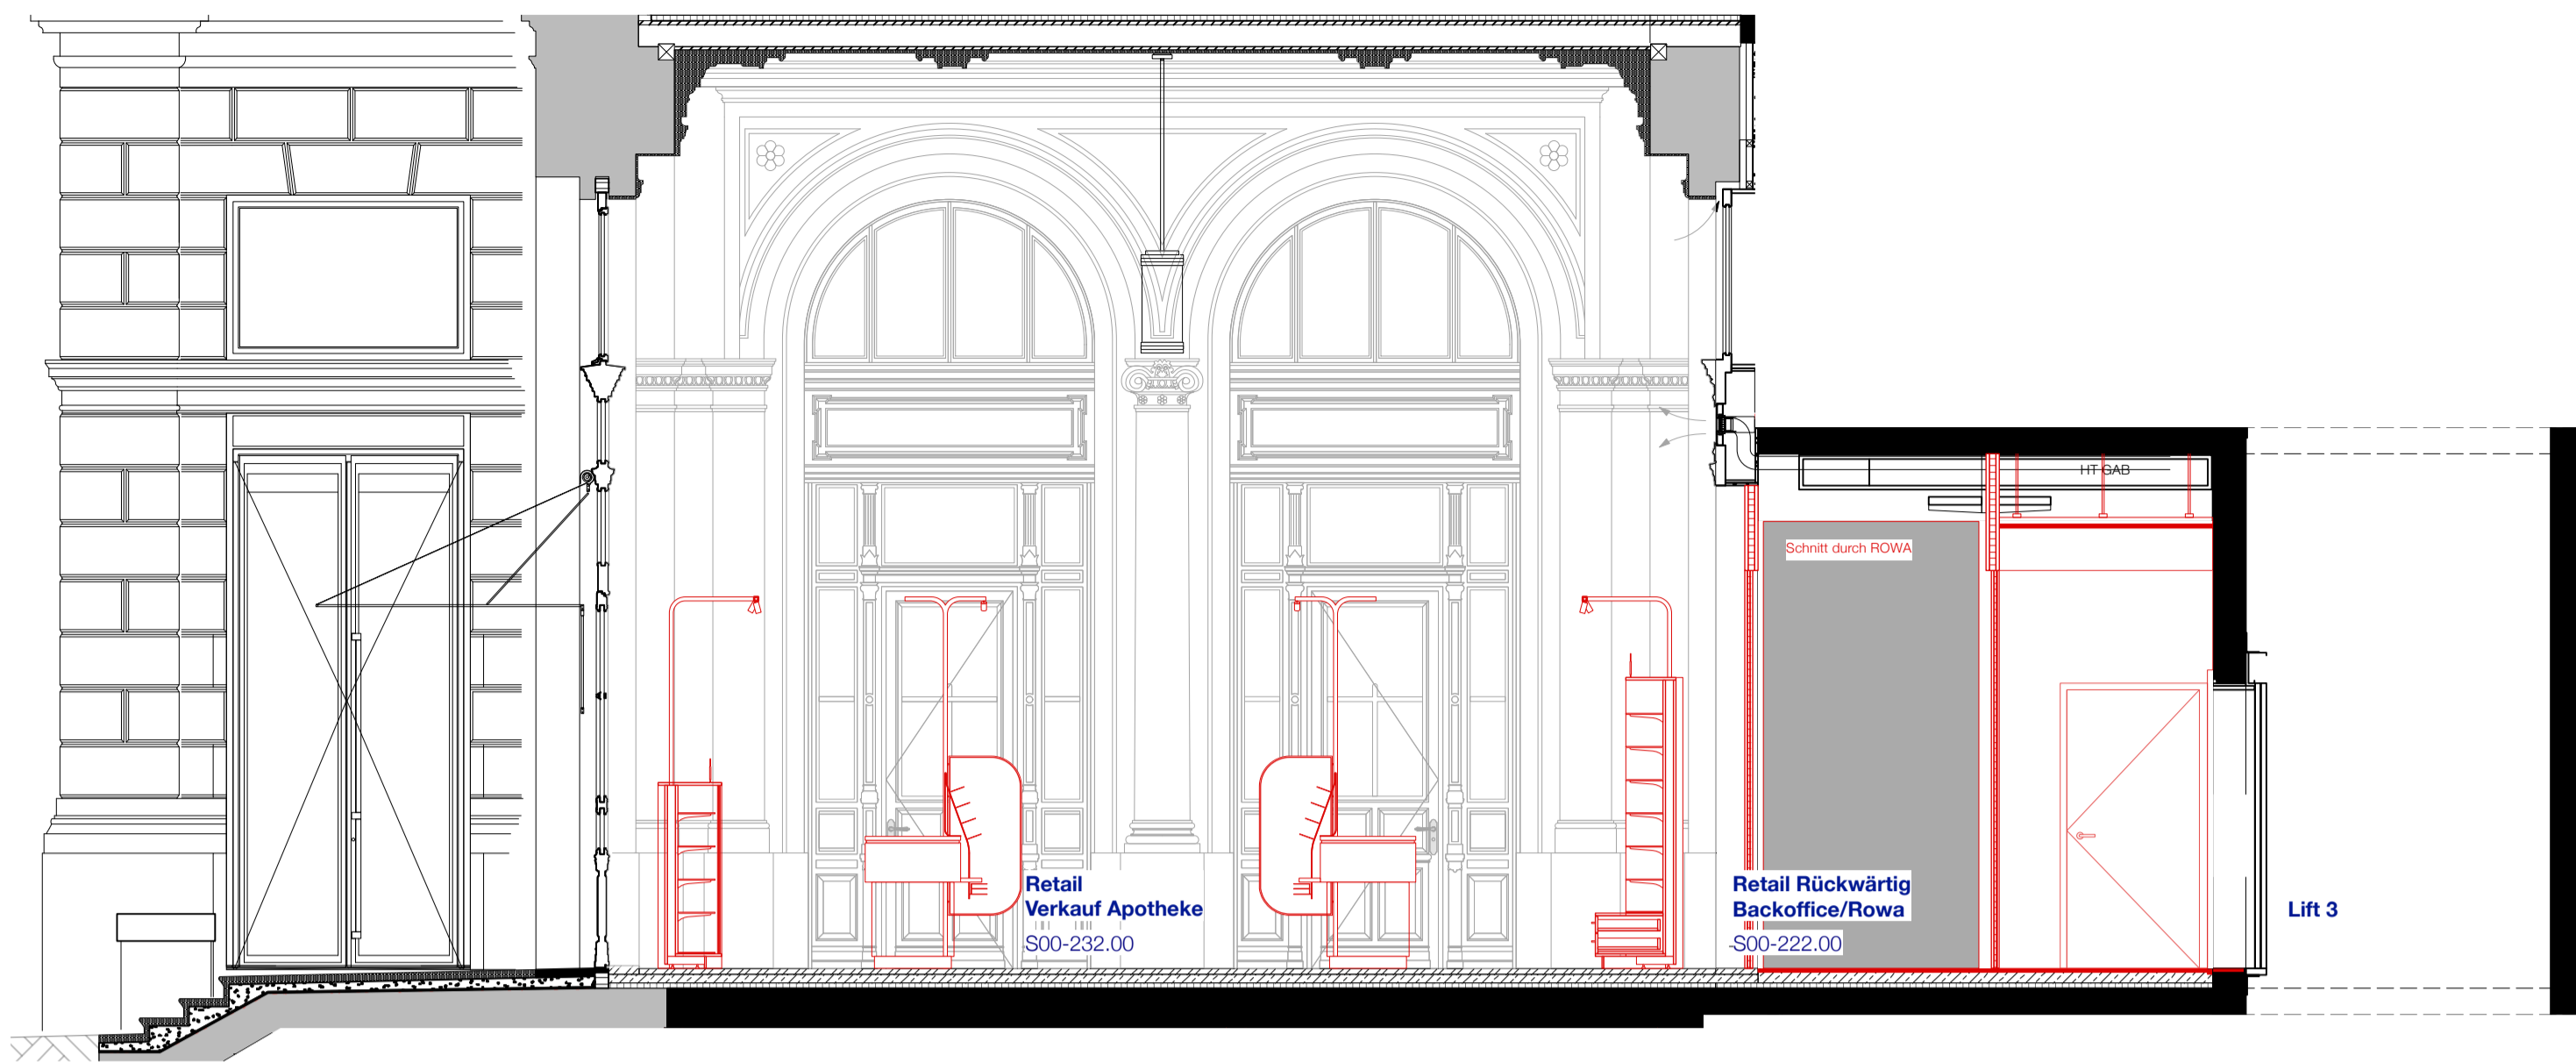 HT GAB
Schnitt durch ROWA
Retail
Verkauf Apotheke
S00-232.00
Retail Rückwärtig
Backoffice/Rowa
S00-222.00
Lift 3